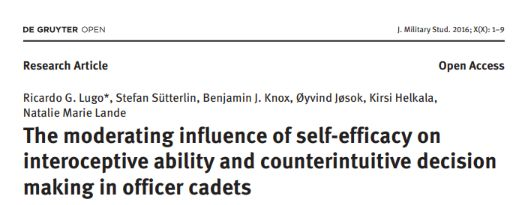 DE GRUYTER OPEN
J. Military Stud. 2016; X(X): 1–9
Research Article
Open Access
Ricardo G. Lugo*, Stefan Sütterlin, Benjamin J. Knox, Øyvind Jøsok, Kirsi Helkala,
Natalie Marie Lande
The moderating influence of self-efficacy on
interoceptive ability and counterintuitive decision
making in officer cadets